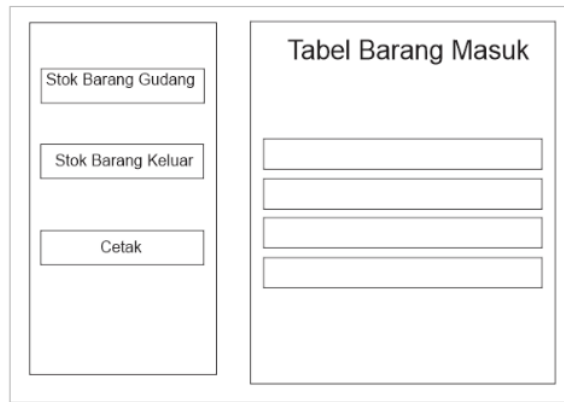 Stok Barang Gudang
Stok Barang Keluar
Cetak
Tabel Barang Masuk